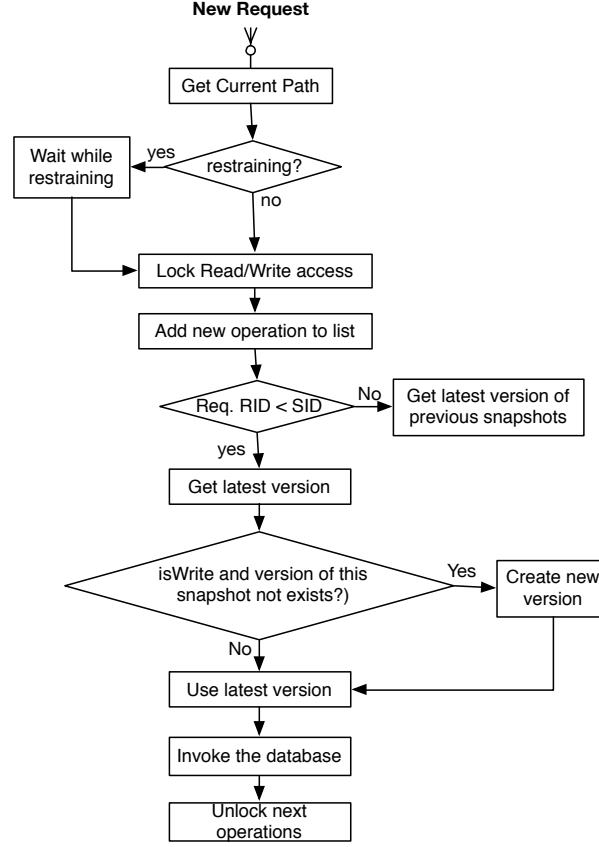 New Request
Get Current Path
restraining?
yes
Wait while
restraining
no
Lock Read/Write access
Add new operation to list
Req. RID < SID
No
Get latest version of
previous snapshots
yes
Get latest version
isWrite and version of this
snapshot not exists?)
Yes
Create new
version
No
Use latest version
Invoke the database
Unlock next
operations